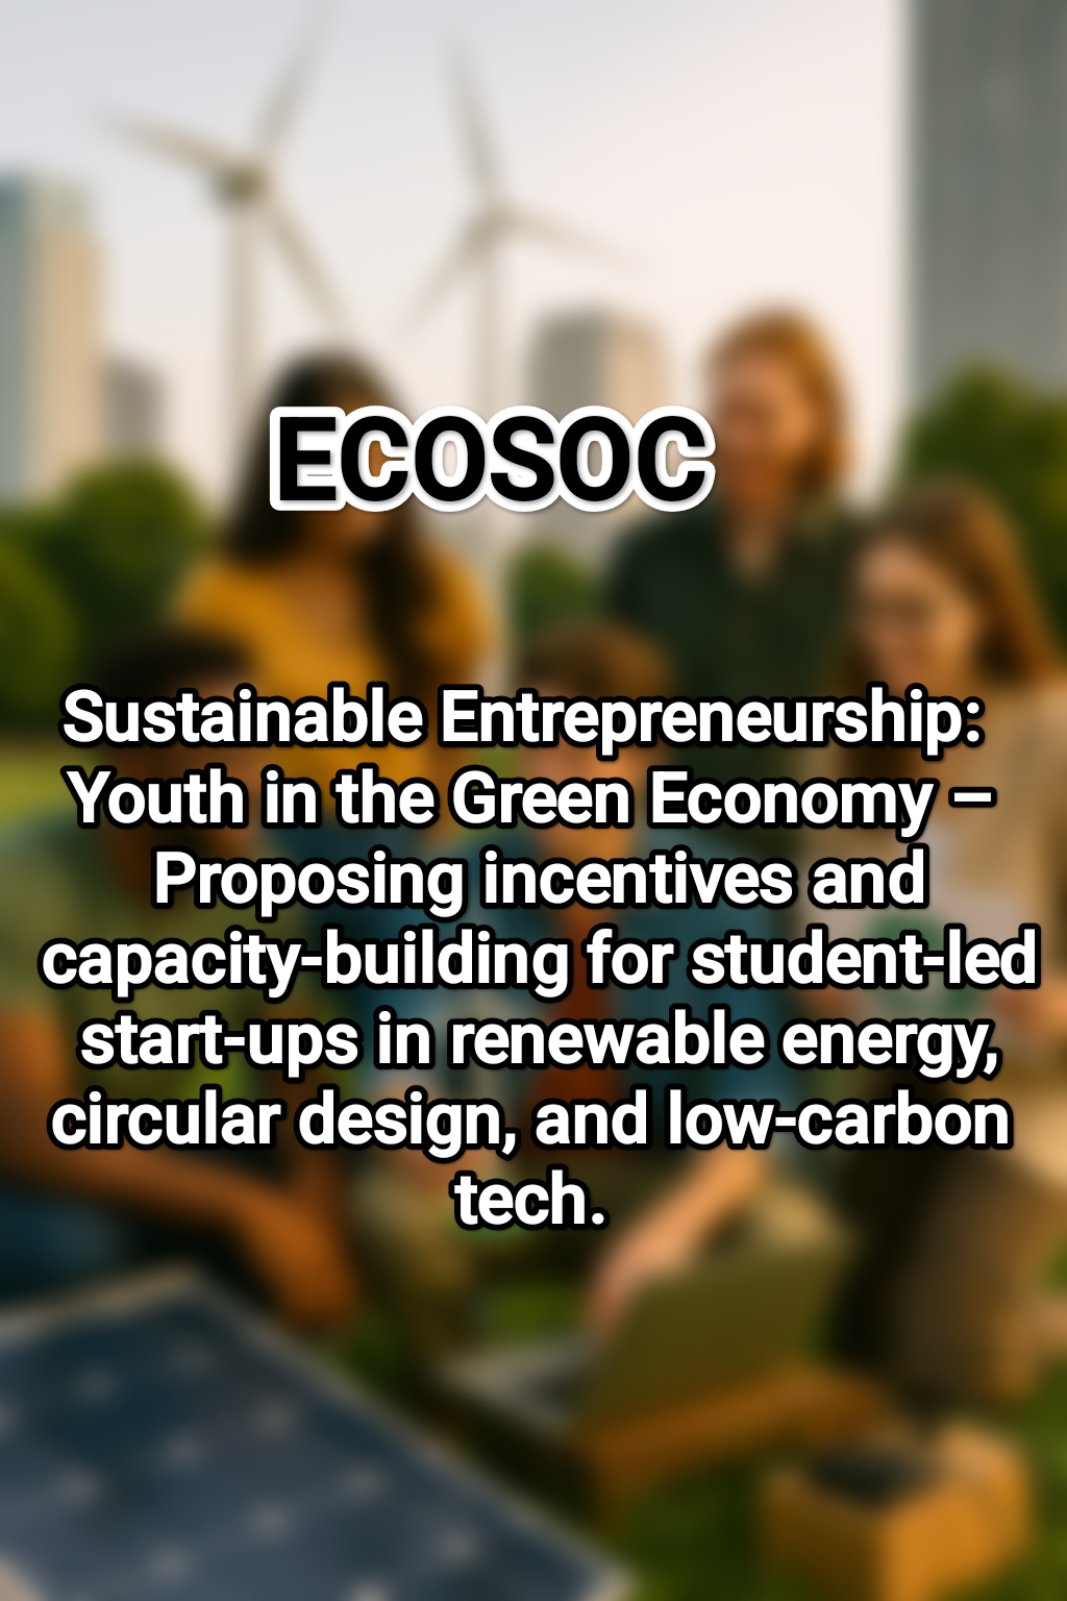 ECOSOC
Sustainable Entrepreneurship:
Youth in the Green Economy –
Proposing incentives and
capacity-building for student-led
start-ups in renewable energy,
circular design, and low-carbon
tech.